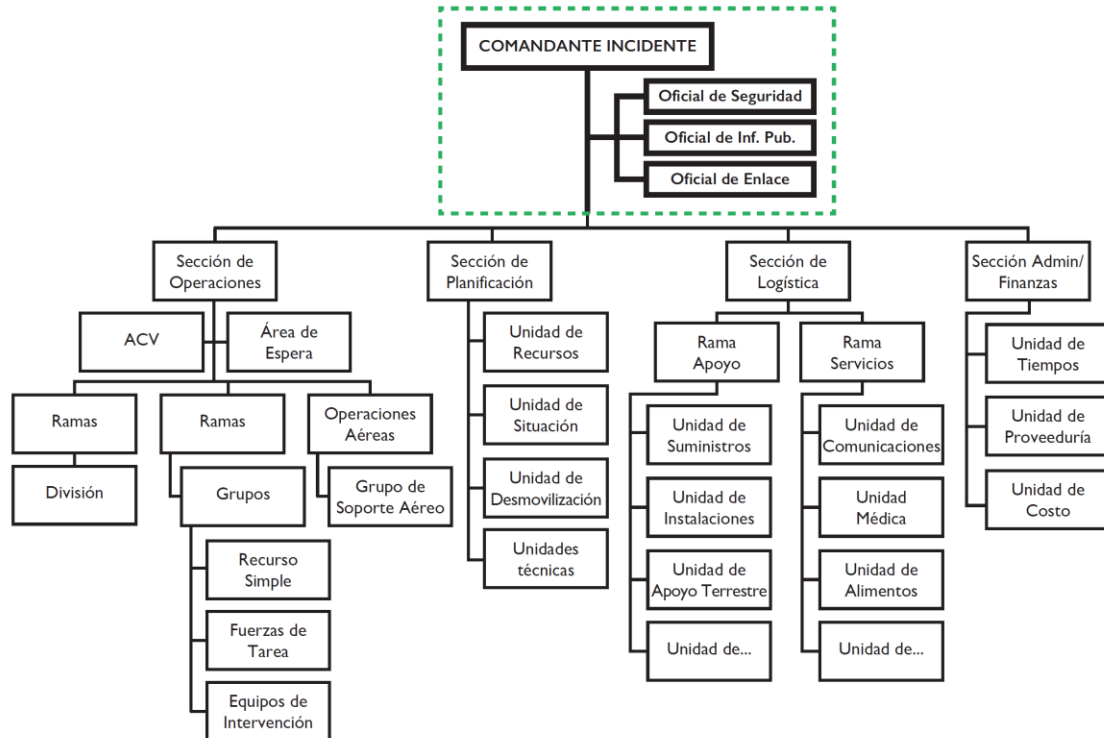 COMANDANTE INCIDENTE
Oficial de Seguridad
Oficial de Inf. Pub.
Oficial de Enlace
Sección de
Operaciones
Sección de
Planificación
Sección de
Logística
Sección Admin/
Finanzas
ACV
Área de
Espera
Ramas
División
Ramas
Grupos
Recurso
Simple
Fuerzas de
Tarea
Equipos de
Intervención
Operaciones
Aéreas
Grupo de
Soporte Aéreo
Unidad de
Recursos
Unidad de
Situación
Unidad de
Desmovilización
Unidades
técnicas
Rama
Apoyo
Unidad de
Suministros
Unidad de
Instalaciones
Unidad de
Apoyo Terrestre
Unidad de...
Rama
Servicios
Unidad de
Comunicaciones
Unidad
Médica
Unidad de
Alimentos
Unidad de...
Unidad de
Tiempos
Unidad de
Proveeduría
Unidad de
Costo